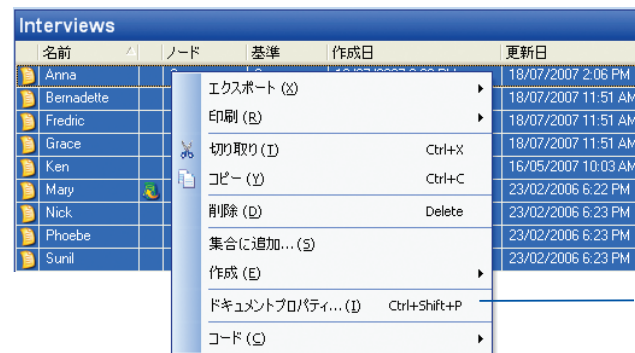 Interviews
名前 ノード 基準 作成日 更新日
Anna 18/07/2007 2:06 PM
Bernadette 18/07/2007 11:51 AM
Fredric 18/07/2007 11:51 AM
Grace 18/07/2007 11:51 AM
Ken 16/05/2007 10:03 AM
Mary 23/02/2006 6:22 PM
Nick 23/02/2006 6:23 PM
Phoebe 23/02/2006 6:23 PM
Sunil 23/02/2006 6:23 PM
エクスポート (X)
印刷 (R)
切り取り (T) Ctrl+X
コピー (Y) Ctrl+C
削除 (D) Delete
集合に追加... (S)
作成 (E)
ドキュメントプロパティ... (I) Ctrl+Shift+P
コード (C)